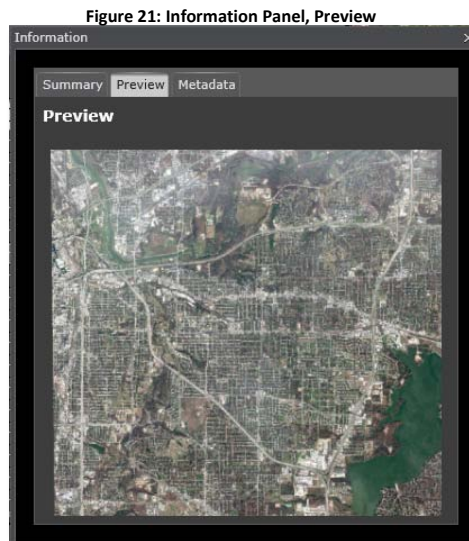 Figure 21: Information Panel, Preview
Information
Summary Preview Metadata
Preview